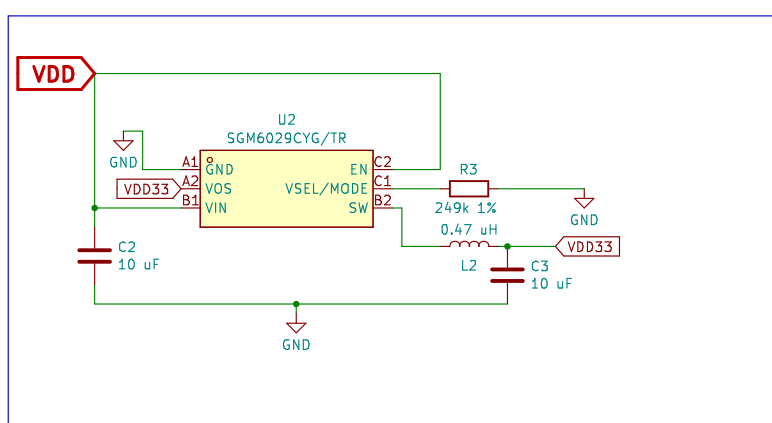 VDD
U2
SGM6029CYG/TR
GND
A1
GND
A2
VOS
B1
VIN
VDD33
EN
C2
VSEL/MODE
C1
SW
B2
R3
249k 1%
GND
0.47 uH
L2
VDD33
C2
10 uF
C3
10 uF
GND